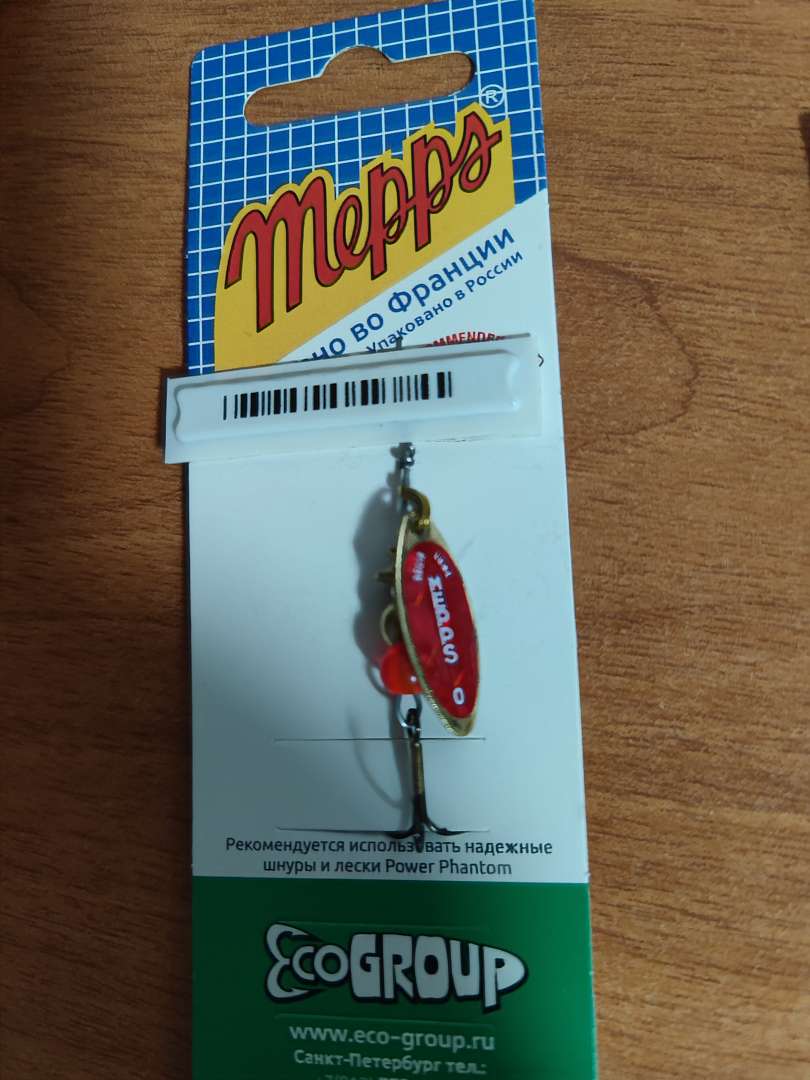 Mepps®
но во Франции
Упаковано в России
MMENDED
MEPPS
0
Рекомендуется использовать надежные
шнуры и лески Power Phantom
ECOGROUP
www.eco-group.ru
Санкт-Петербург тел.: